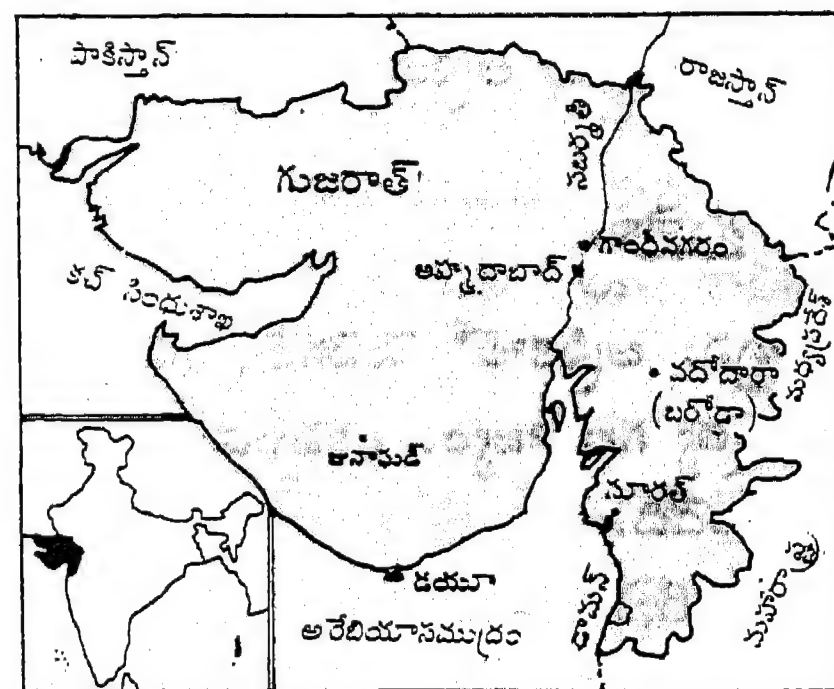 పాకిస్తాన్
రాజస్తాన్
సబర్మతి
గుజరాత్
గాంధీనగరం
అహ్మదాబాద్
కచ్ సింధుశాఖ
మధ్యప్రదేశ్
వదోదారా
(బరోడా)
జునాఘడ్
సూరత్
డయూ
డామన్
మహారాష్ట్ర
అరేబియాసముద్రం